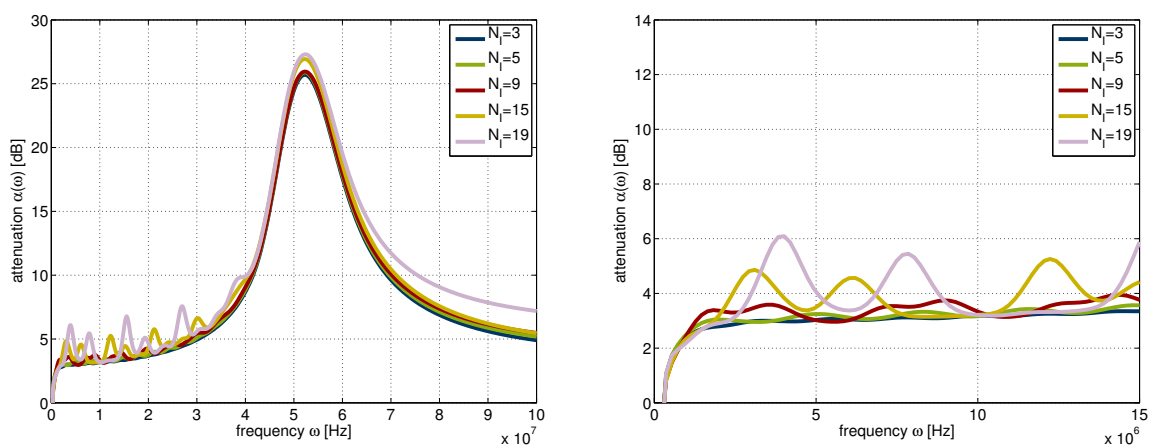 30
25
20
15
10
5
0
attenuation α(ω) [dB]
0 1 2 3 4 5 6 7 8 9 10
frequency ω [Hz]
x 10^7
N_l=3
N_l=5
N_l=9
N_l=15
N_l=19
14
12
10
8
6
4
2
0
attenuation α(ω) [dB]
0 5 10 15
frequency ω [Hz]
x 10^6
N_l=3
N_l=5
N_l=9
N_l=15
N_l=19